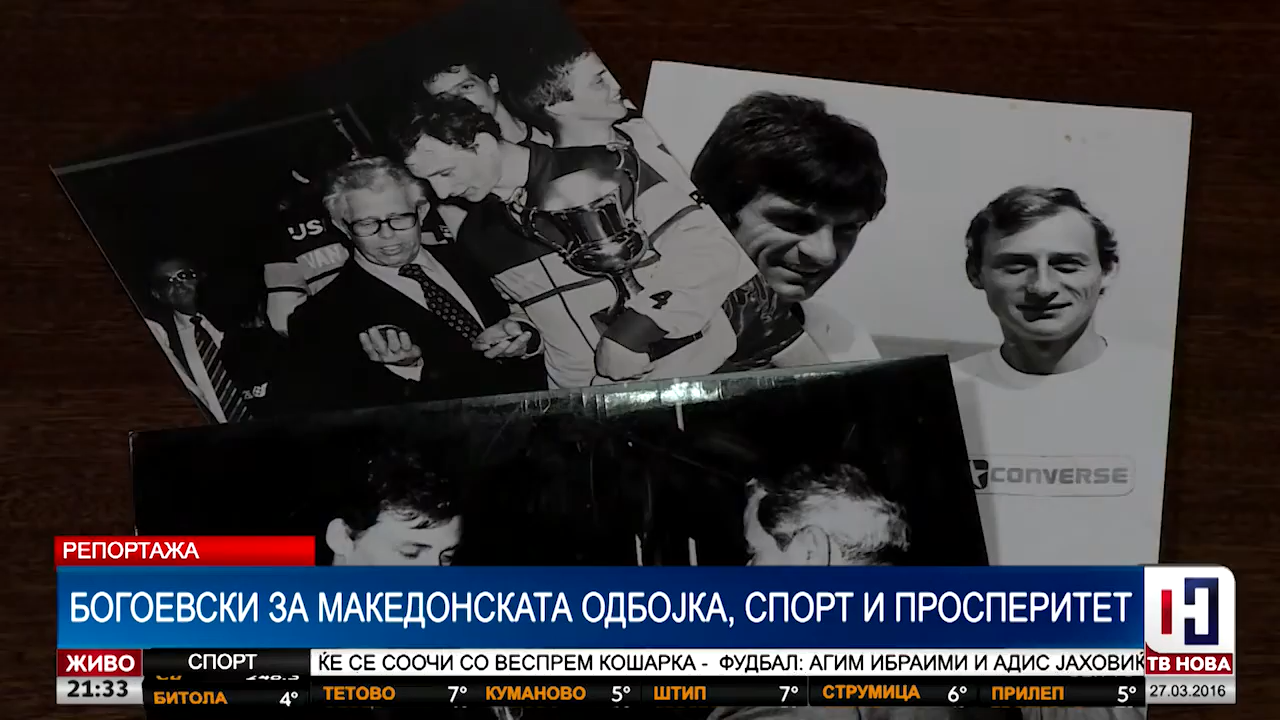 US
VAN
CONVERSE
РЕПОРТАЖА
БОГОЕВСКИ ЗА МАКЕДОНСКАТА ОДБОЈКА, СПОРТ И ПРОСПЕРИТЕТ
ЖИВО СПОРТ ЌЕ СЕ СООЧИ СО ВЕСПРЕМ КОШАРКА - ФУДБАЛ: АГИМ ИБРАИМИ И АДИС ЈАХОВИЌ ТВ НОВА
21:33 БИТОЛА 4° ТЕТОВО 7° КУМАНОВО 5° ШТИП 7° СТРУМИЦА 6° ПРИЛЕП 5° 27.03.2016